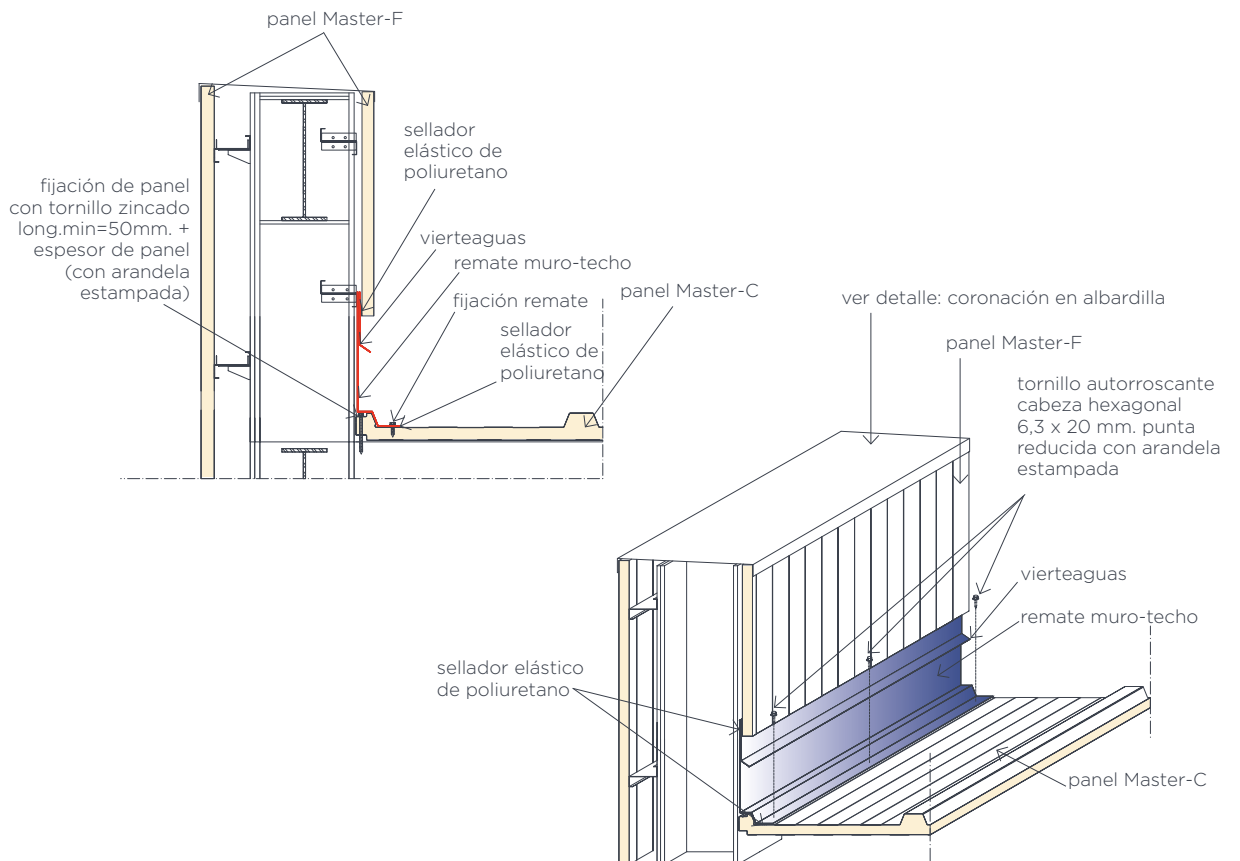 panel Master-F
sellador
elástico de
poliuretano
fijación de panel
con tornillo zincado
long.min=50mm. +
espesor de panel
(con arandela
estampada)
vierteaguas
remate muro-techo
fijación remate
panel Master-C
sellador
elástico de
poliuretano
ver detalle: coronación en albardilla
panel Master-F
tornillo autorroscante
cabeza hexagonal
6,3 x 20 mm. punta
reducida con arandela
estampada
vierteaguas
remate muro-techo
sellador elástico
de poliuretano
panel Master-C